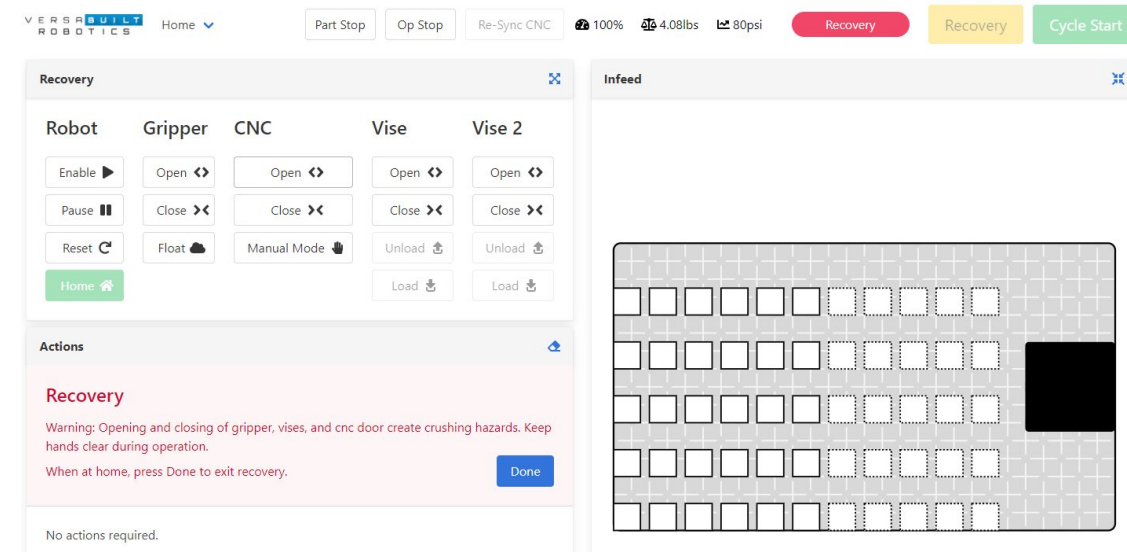 VERSABUILT
ROBOTICS
Home
Part Stop
Op Stop
Re-Sync CNC
100%
4.08lbs
80psi
Recovery
Recovery
Cycle Start
Recovery
Robot
Gripper
CNC
Vise
Vise 2
Enable
Open
Open
Open
Open
Pause
Close
Close
Close
Close
Reset
Float
Manual Mode
Unload
Unload
Home
Load
Load
Actions
Recovery
Warning: Opening and closing of gripper, vises, and cnc door create crushing hazards. Keep
hands clear during operation.
When at home, press Done to exit recovery.
Done
No actions required.
Infeed